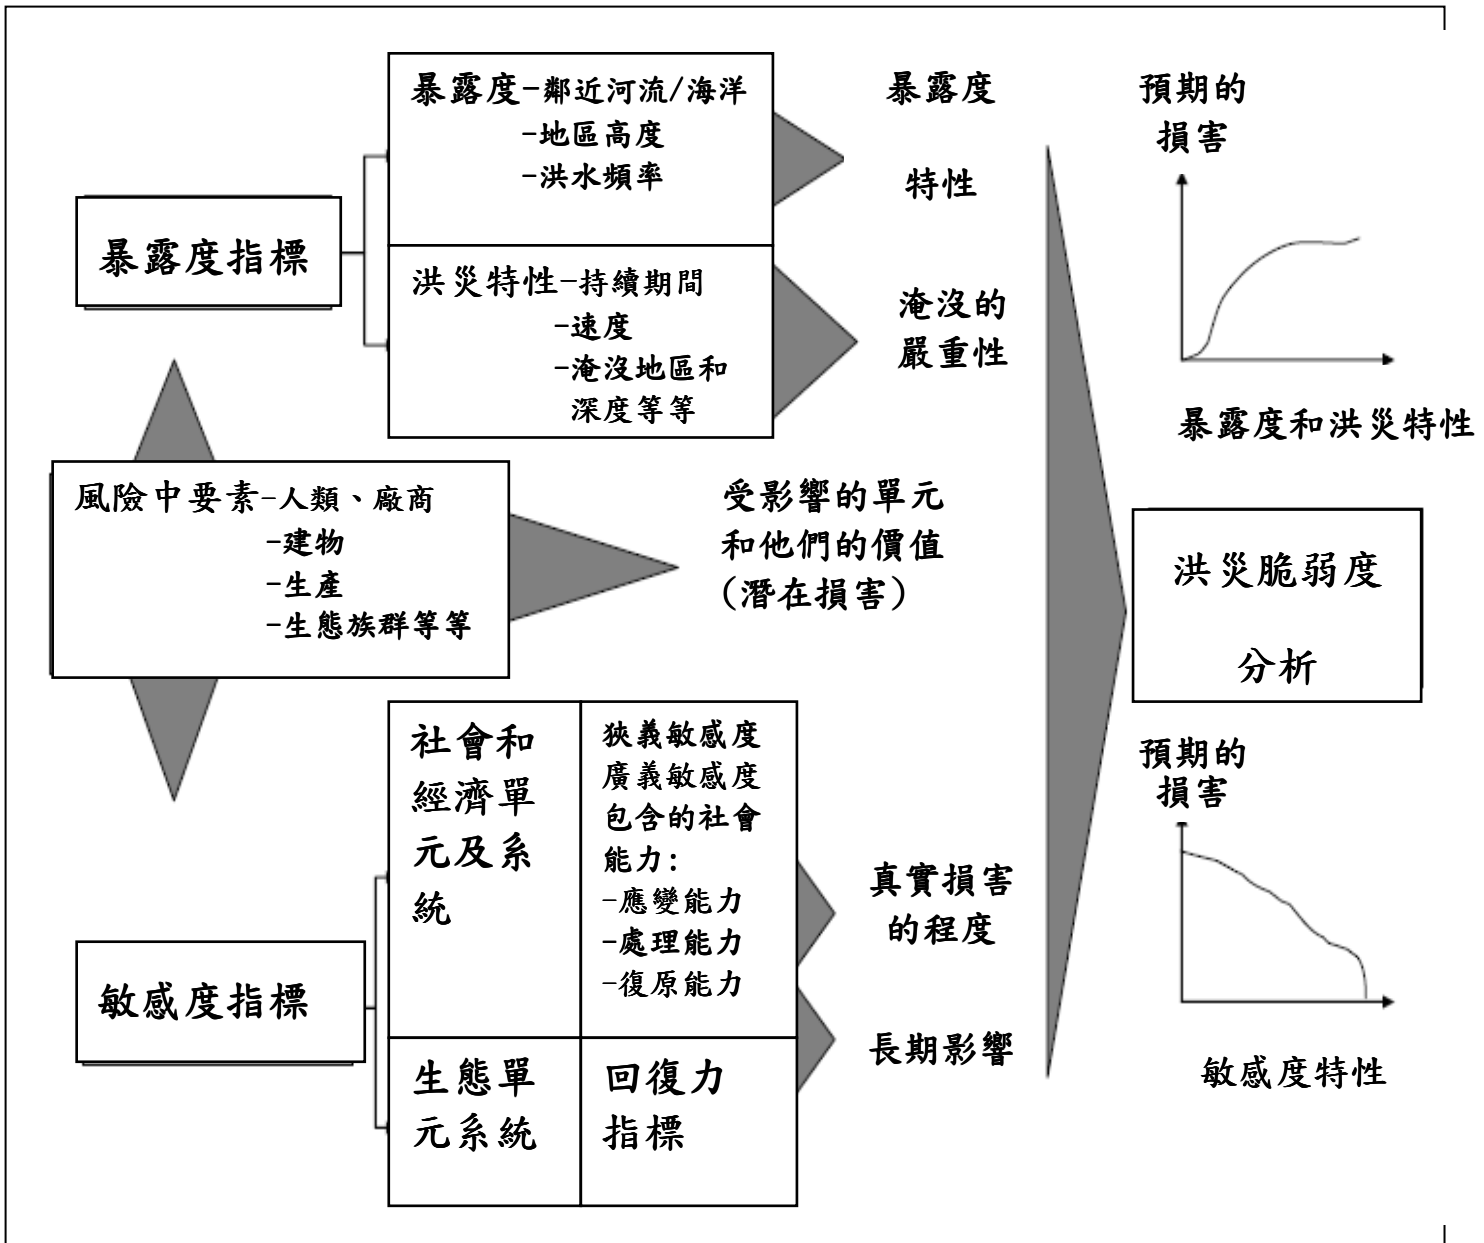 暴露度指標
暴露度-鄰近河流/海洋
-地區高度
-洪水頻率
洪災特性-持續期間
-速度
-淹沒地區和
深度等等
暴露度
特性
淹沒的
嚴重性
風險中要素-人類、廠商
-建物
-生產
-生態族群等等
受影響的單元
和他們的價值
(潛在損害)
敏感度指標
社會和
經濟單
元及系
統
狹義敏感度
廣義敏感度
包含的社會
能力:
-應變能力
-處理能力
-復原能力
生態單
元系統
回復力
指標
真實損害
的程度
長期影響
預期的
損害
暴露度和洪災特性
洪災脆弱度
分析
預期的
損害
敏感度特性